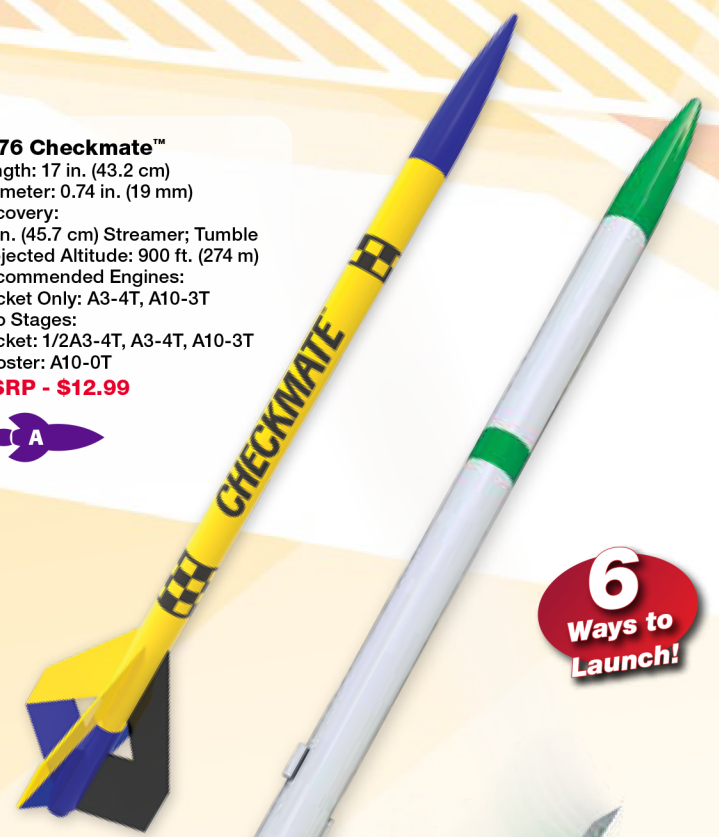 76 Checkmate™
gth: 17 in. (43.2 cm)
meter: 0.74 in. (19 mm)
covery:
n. (45.7 cm) Streamer; Tumble
jected Altitude: 900 ft. (274 m)
commended Engines:
cket Only: A3-4T, A10-3T
o Stages:
cket: 1/2A3-4T, A3-4T, A10-3T
oster: A10-0T
SRP - $12.99
A
CHECKMATE™
6
Ways to
Launch!